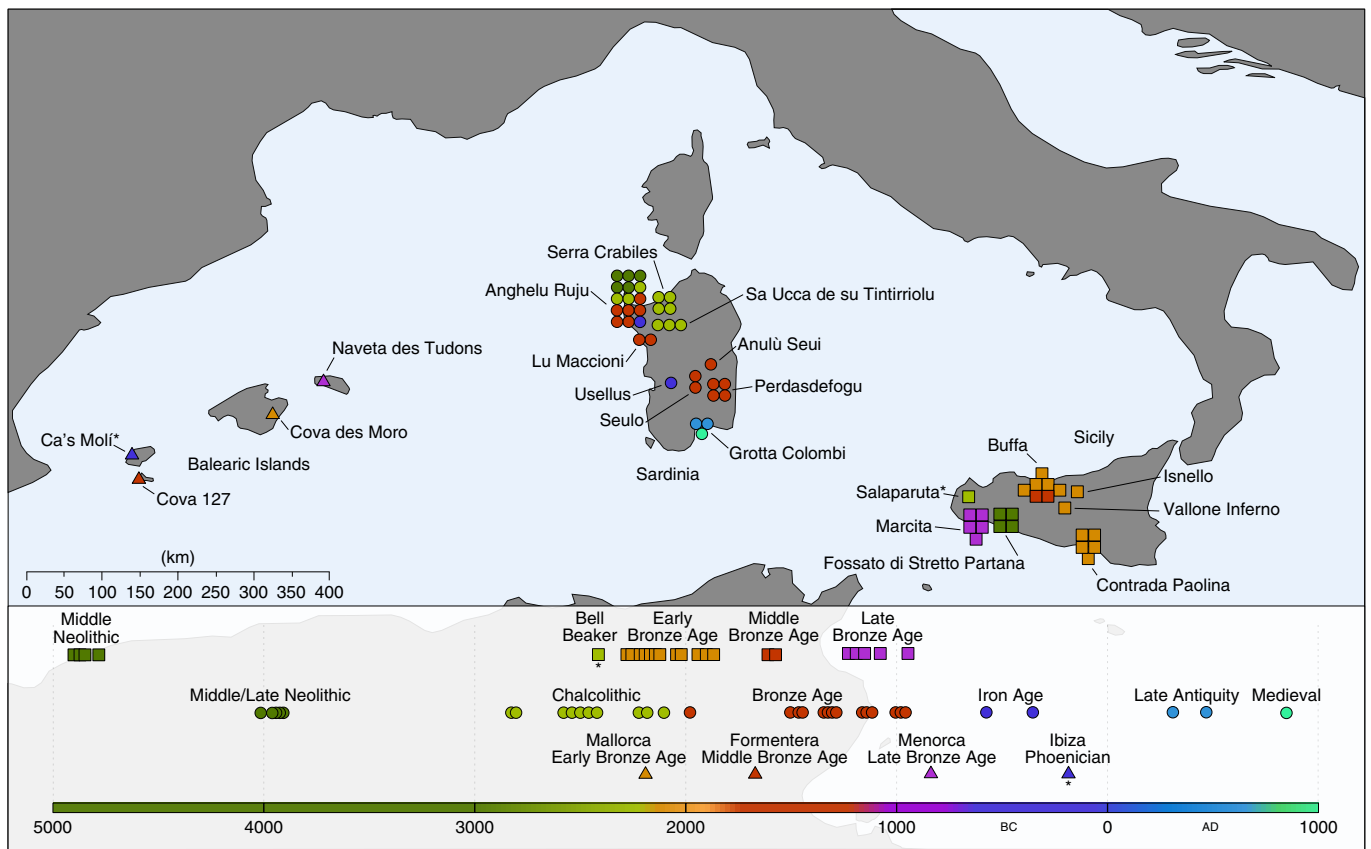 Serra Crabiles
Anghelu Ruju
Sa Ucca de su Tintirriolu
Naveta des Tudons
Anulù Seui
Lu Maccioni
Usellus
Perdasdefogu
Seulo
Cova des Moro
Ca's Molí*
Balearic Islands
Grotta Colombi
Sicily
Buffa
Sardinia
Isnello
Cova 127
Salaparuta*
Vallone Inferno
Marcita
Fossato di Stretto Partana
Contrada Paolina
(km)
0 50 100 150 200 300 350 400
Middle
Neolithic
Bell
Beaker
*
Early
Bronze Age
Middle
Bronze Age
Late
Bronze Age
Middle/Late Neolithic
Chalcolithic
Bronze Age
Iron Age
Late Antiquity
Medieval
Mallorca
Early Bronze Age
Formentera
Middle Bronze Age
Menorca
Late Bronze Age
Ibiza
Phoenician
*
5000 4000 3000 2000 1000 BC 0 AD 1000